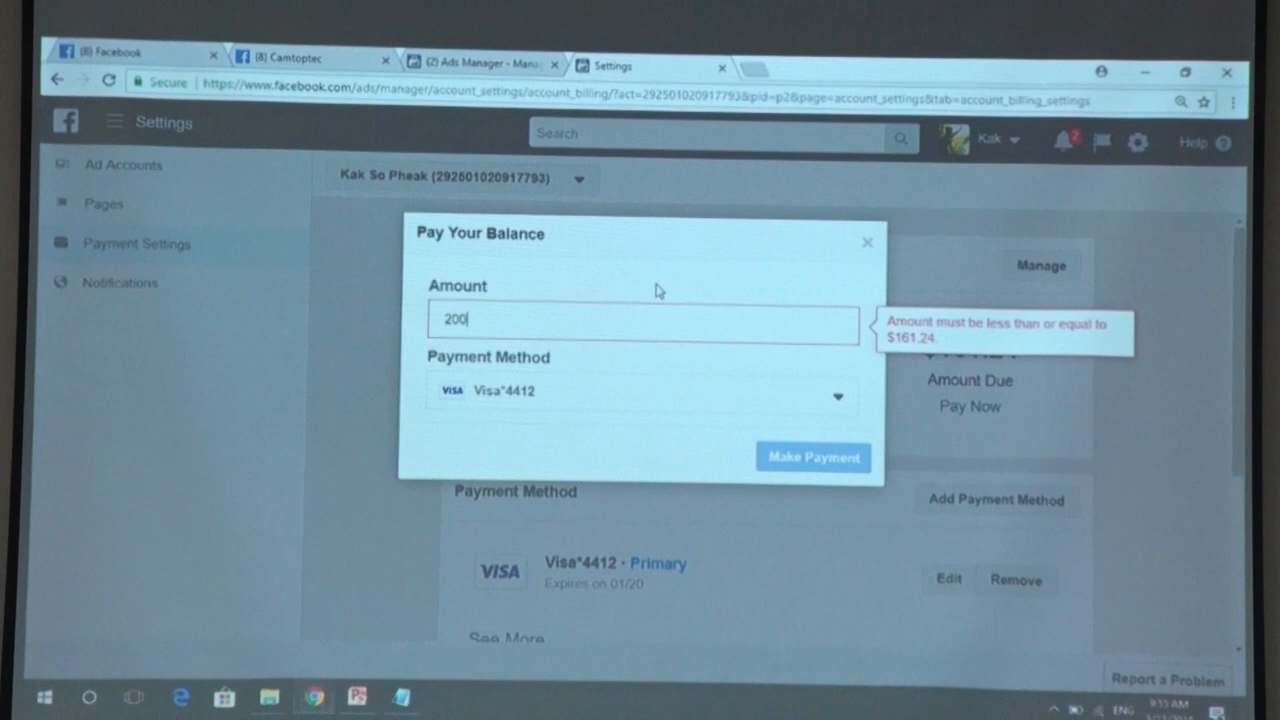 (8) Facebook
(8) Camtoptec
(2) Ads Manager - Mana
Settings
Secure
https://www.facebook.com/ads/manager/account_settings/account_billing/?act=292501020917793&pid=p2&page=account_settings&tab=account_billing_settings
Settings
Search
Kak
2
Help
Ad Accounts
Pages
Payment Settings
Notifications
Kak So Pheak (292501020917793)
Manage
Pay Your Balance
Amount
200
Amount must be less than or equal to
$161.24.
Payment Method
VISA Visa*4412
Amount Due
Pay Now
Make Payment
Payment Method
Add Payment Method
VISA
Visa*4412 · Primary
Expires on 01/20
Edit
Remove
See More
Report a Problem
ENG